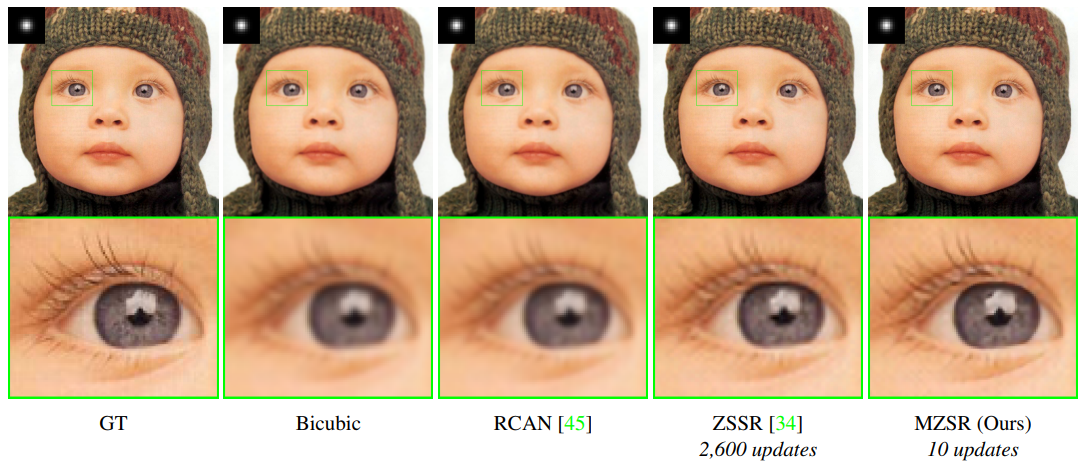 GT
Bicubic
RCAN [45]
ZSSR [34]
2,600 updates
MZSR (Ours)
10 updates